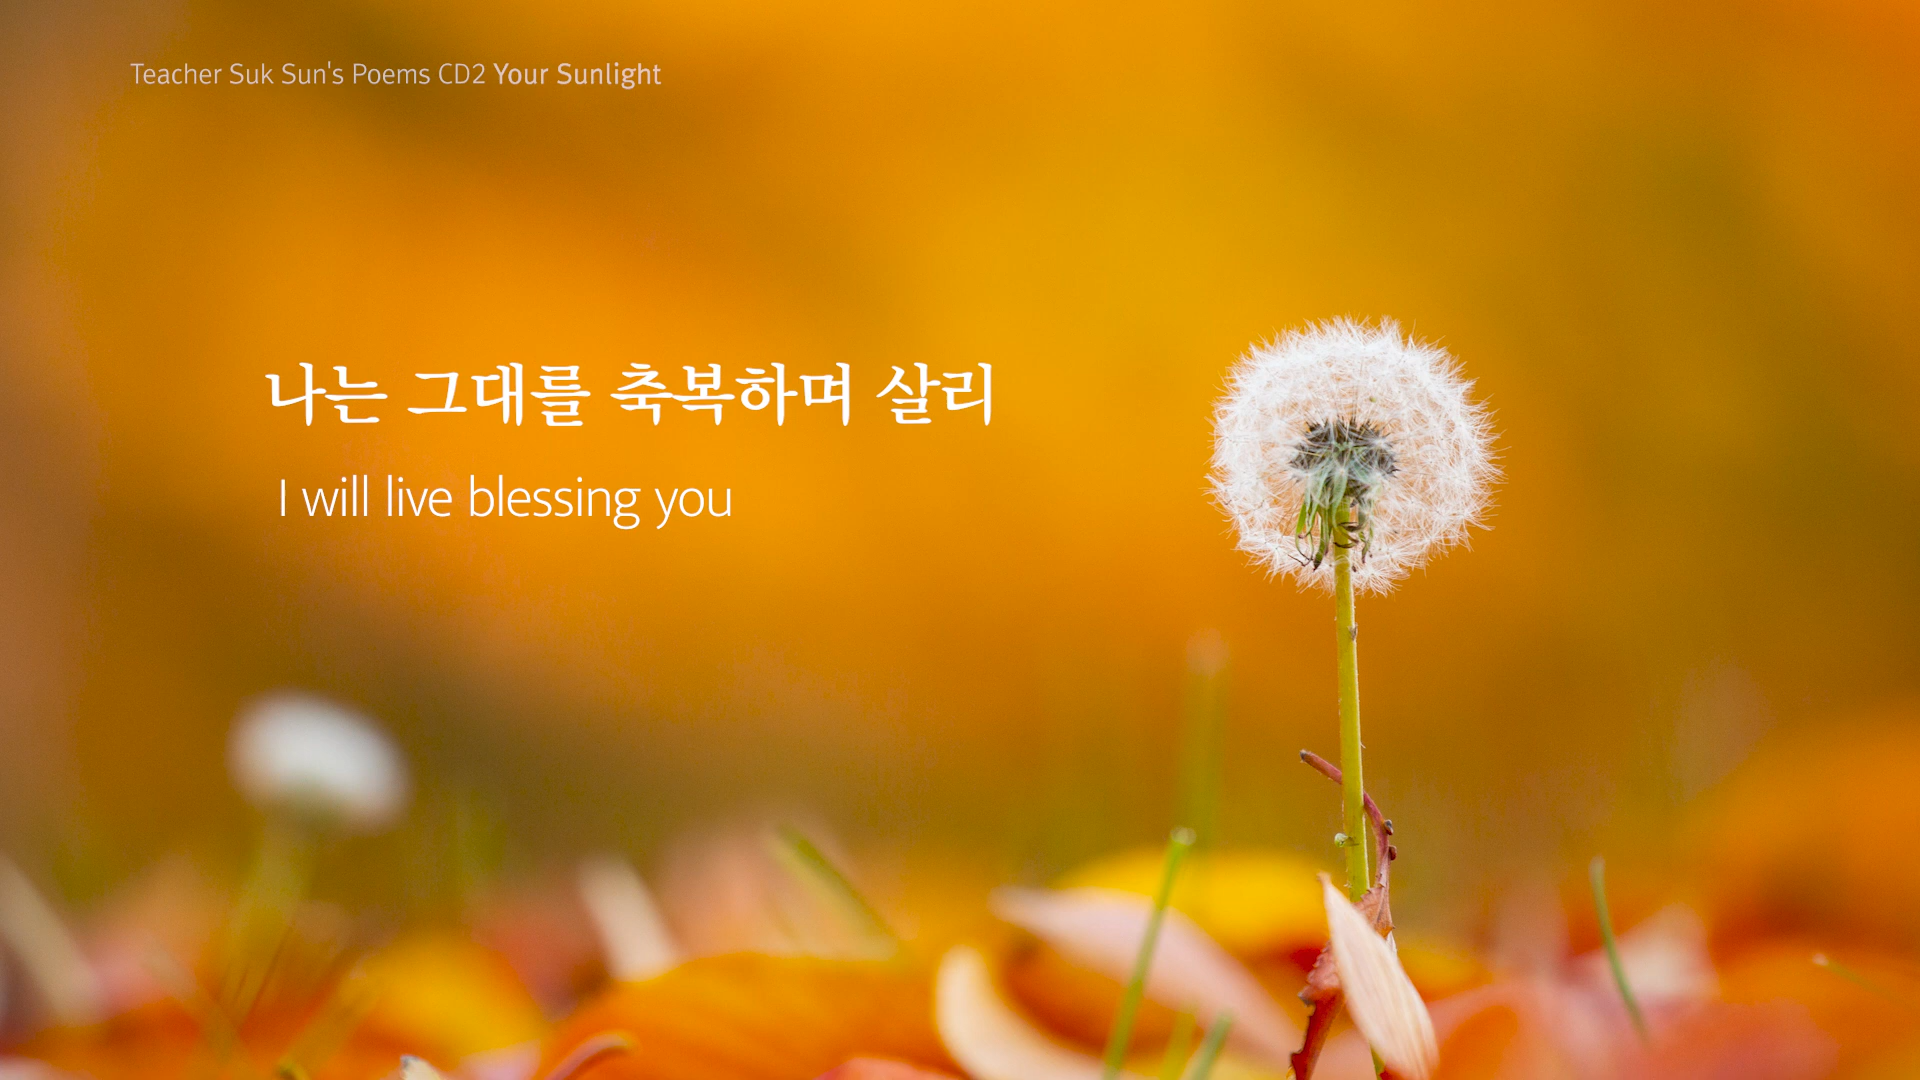 Teacher Suk Sun's Poems CD2 Your Sunlight
나는 그대를 축복하며 살리
I will live blessing you